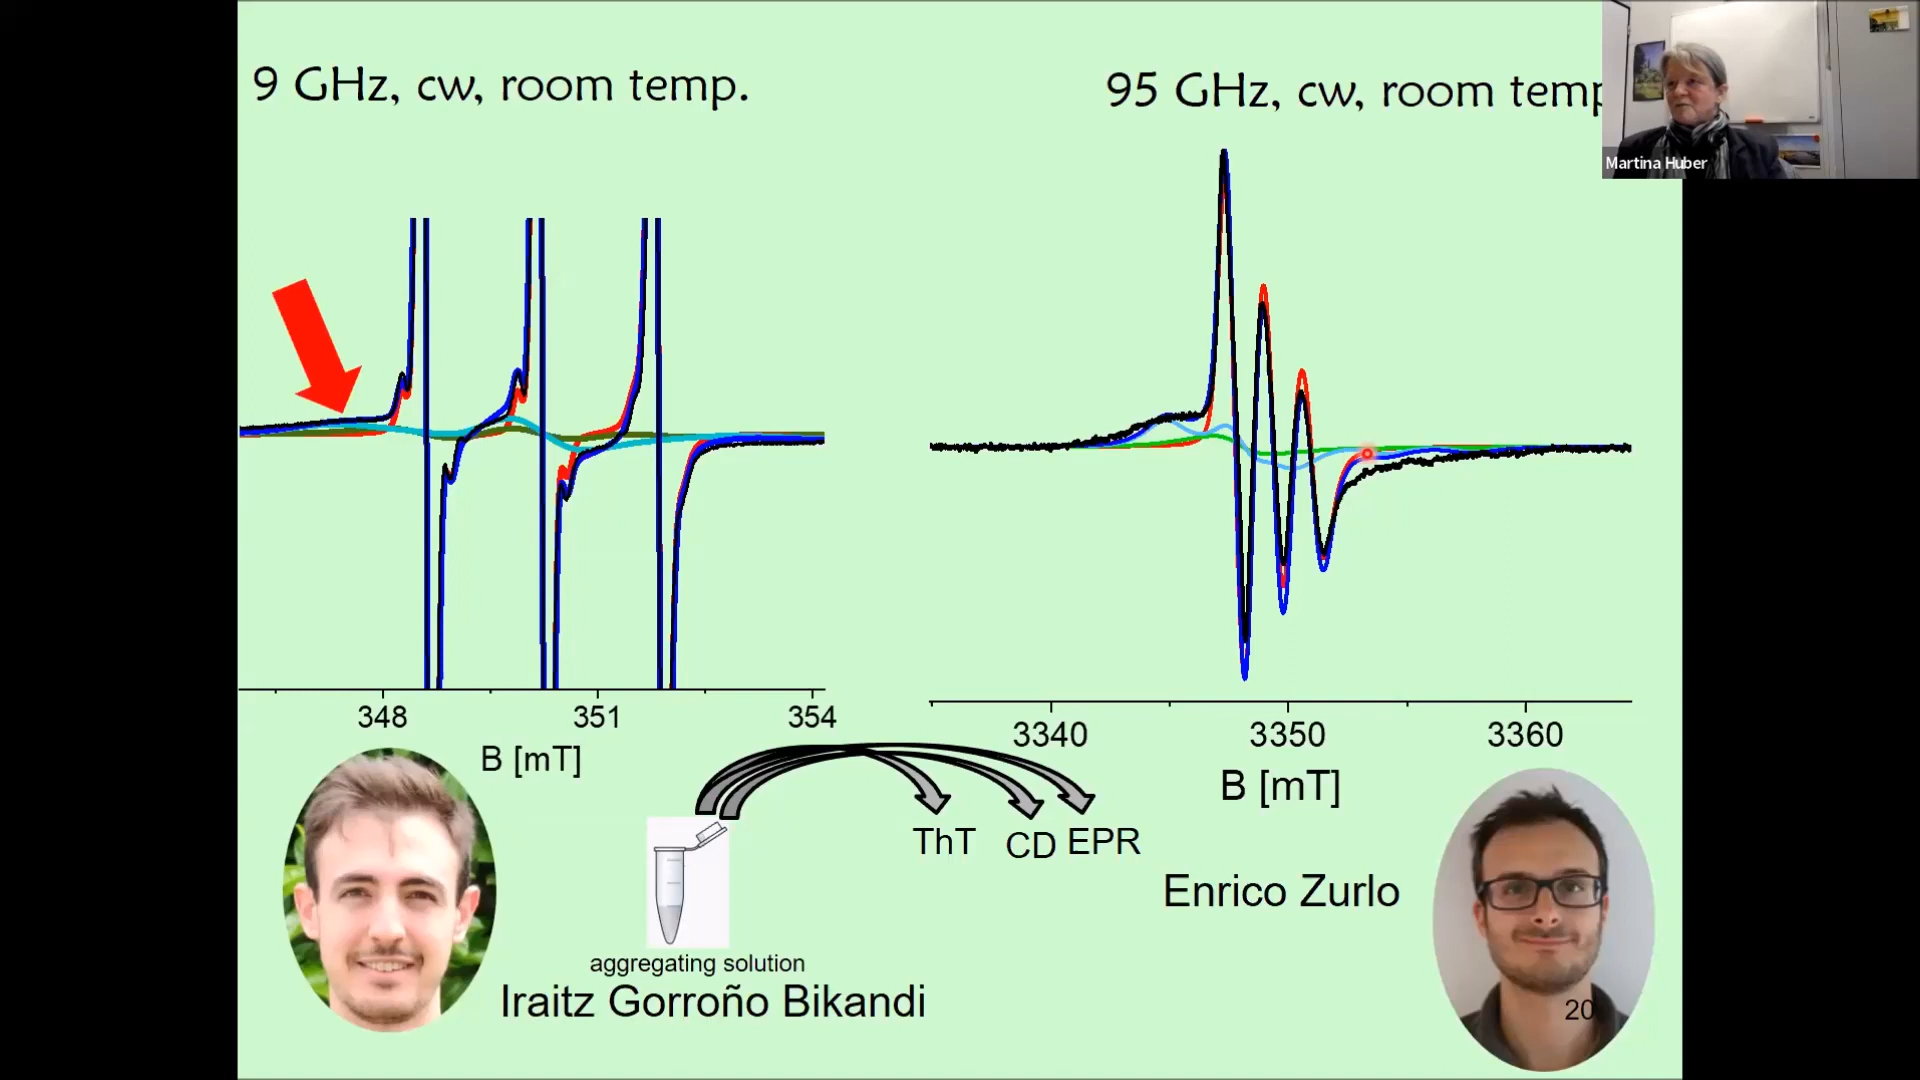 9 GHz, cw, room temp.
95 GHz, cw, room temp
Martina Huber
348 351 354
B [mT]
3340 3350 3360
B [mT]
ThT CD EPR
aggregating solution
Iraitz Gorroño Bikandi
Enrico Zurlo
20